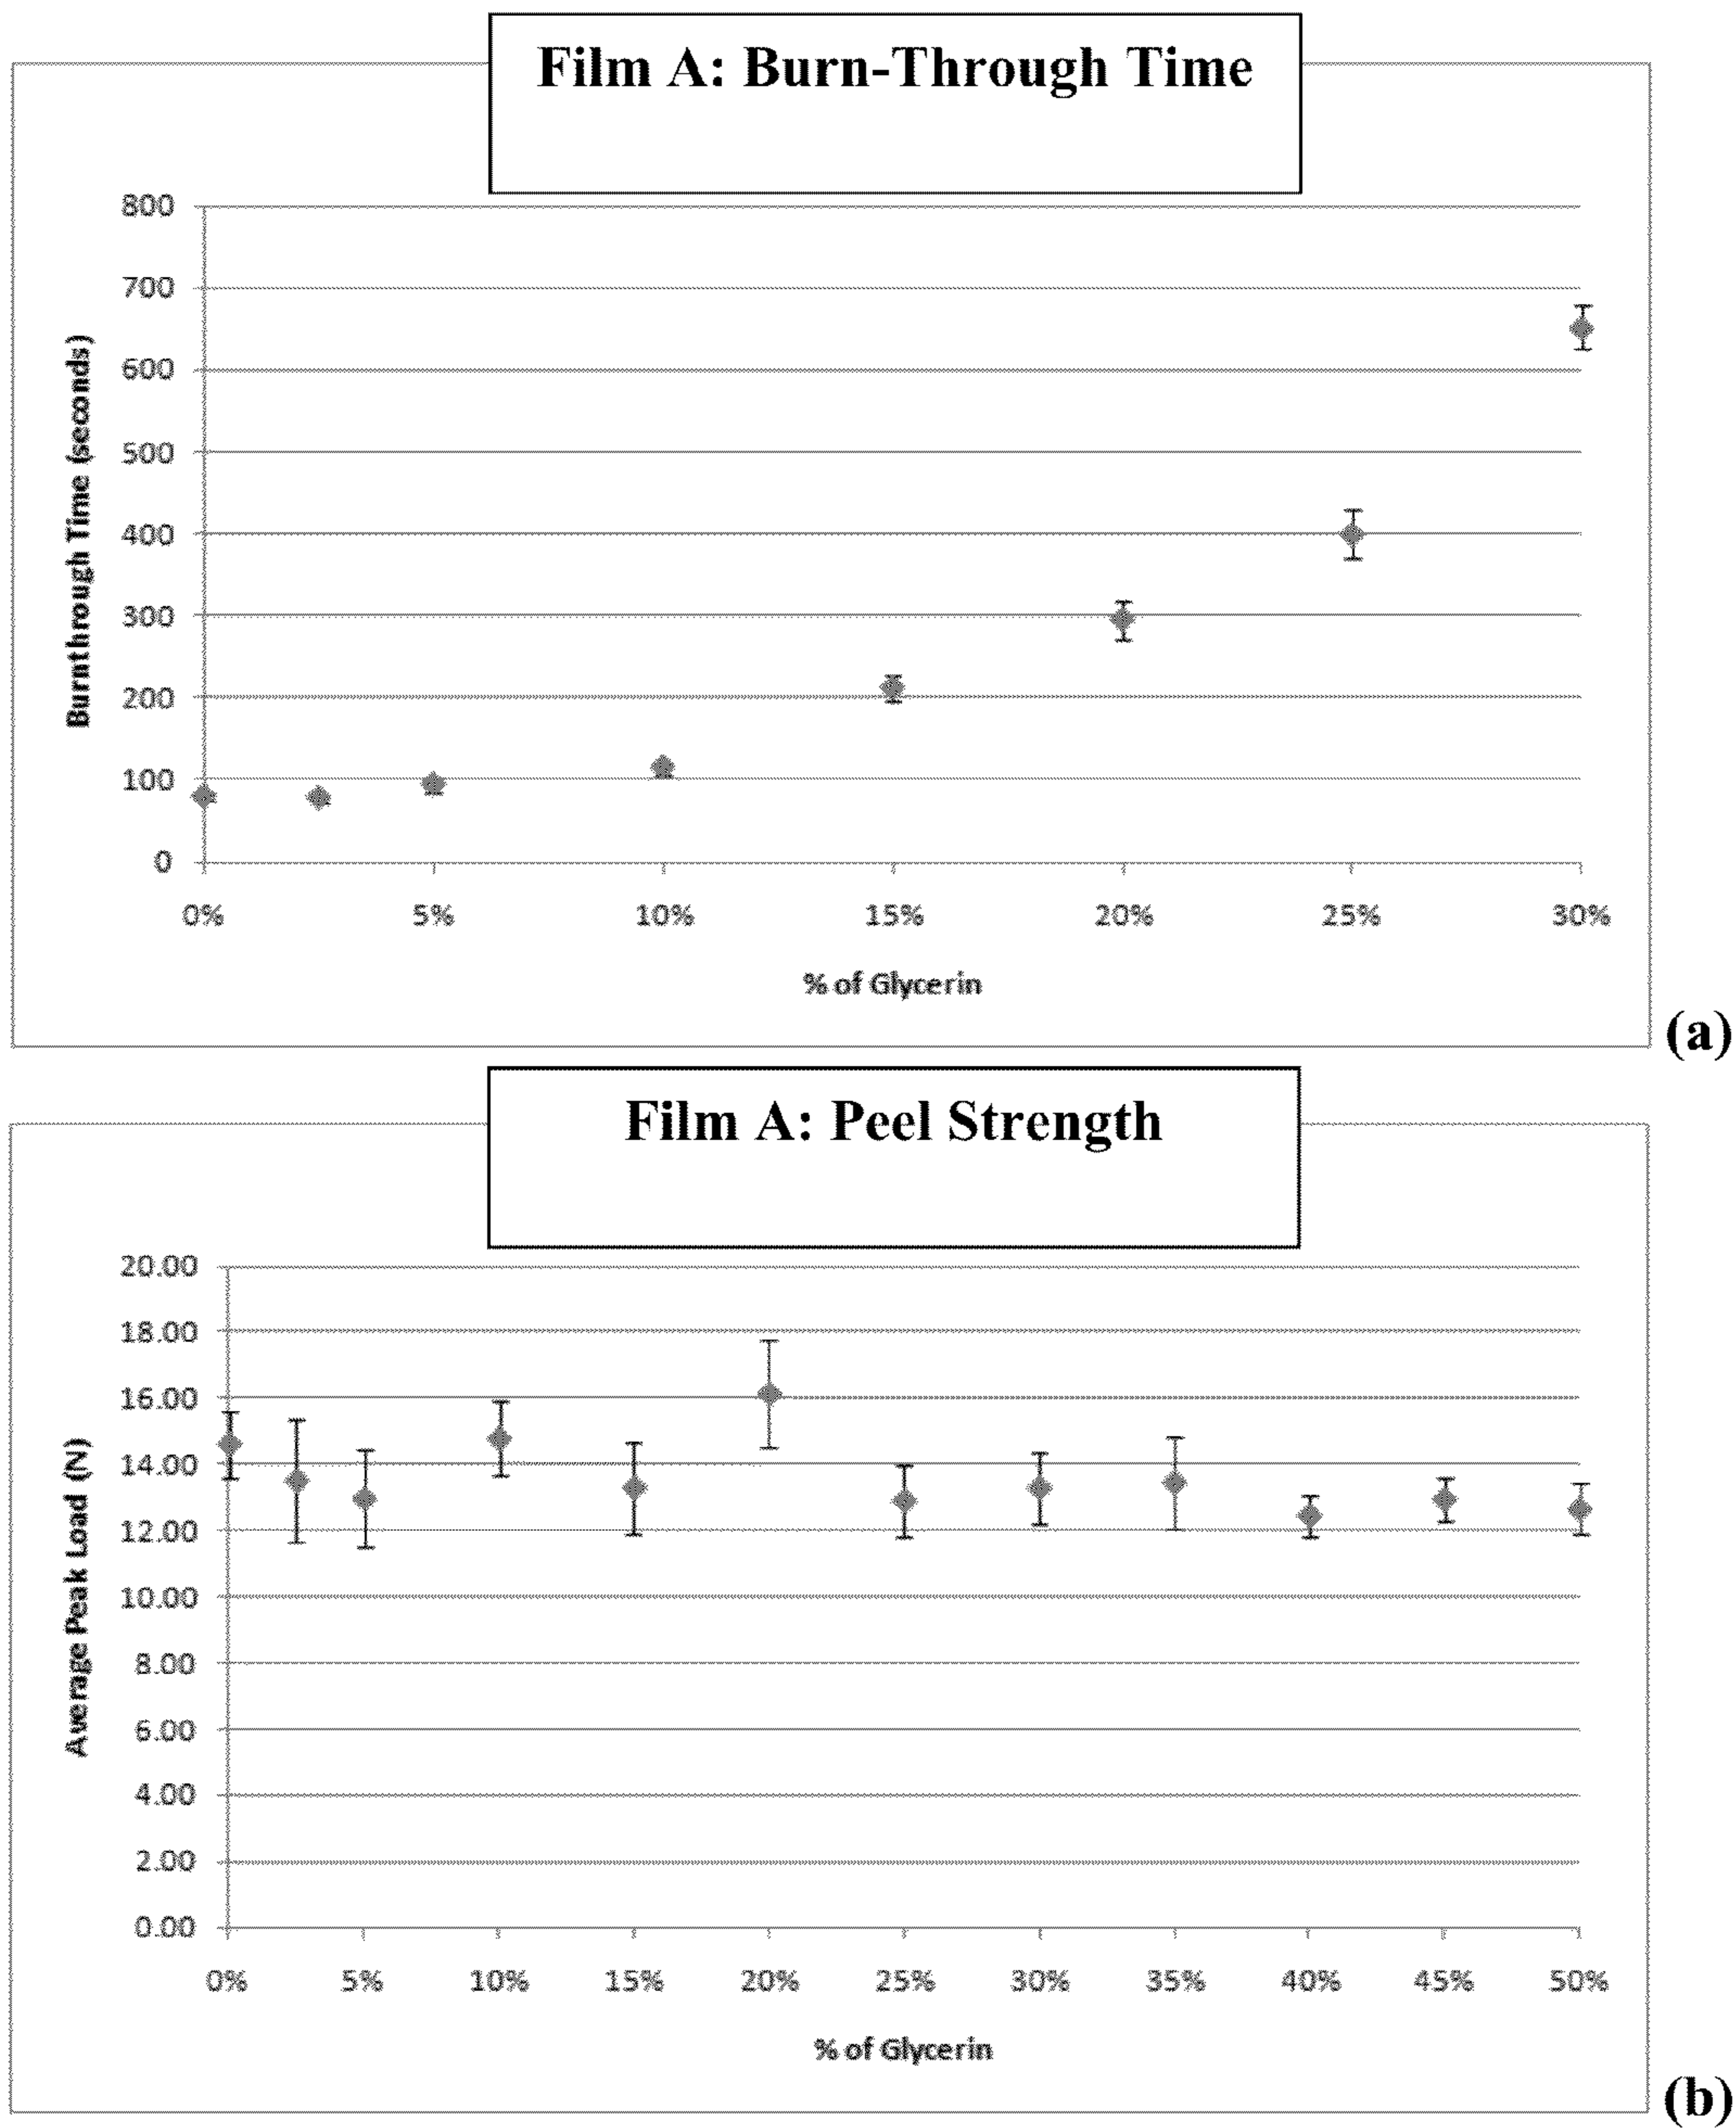 Film A: Burn-Through Time
800
700
600
500
400
300
200
100
0
Burnthrough Time (seconds)
0% 5% 10% 15% 20% 25% 30%
% of Glycerin
(a)
Film A: Peel Strength
20.00
18.00
16.00
14.00
12.00
10.00
8.00
6.00
4.00
2.00
0.00
Average Peak Load (N)
0% 5% 10% 15% 20% 25% 30% 35% 40% 45% 50%
% of Glycerin
(b)